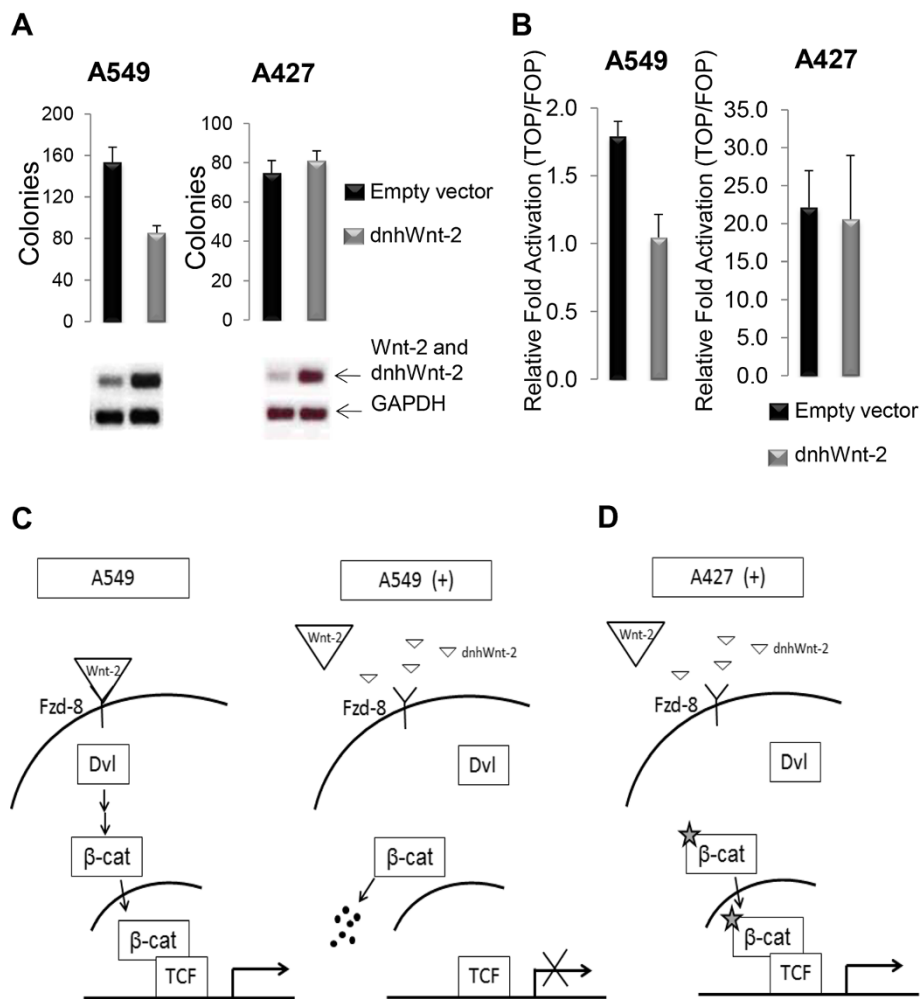 A
A549
A427
200
160
120
80
40
0
Colonies
100
80
60
40
20
0
Colonies
Empty vector
dnhWnt-2
Wnt-2 and
dnhWnt-2
GAPDH
B
A549
A427
2.0
1.5
1.0
0.5
0.0
Relative Fold Activation (TOP/FOP)
35.0
30.0
25.0
20.0
15.0
10.0
5.0
0.0
Relative Fold Activation (TOP/FOP)
Empty vector
dnhWnt-2
C
A549
Wnt-2
Fzd-8
Dvl
β-cat
β-cat
TCF
A549 (+)
Wnt-2
dnhWnt-2
Fzd-8
Dvl
β-cat
TCF
D
A427 (+)
Wnt-2
dnhWnt-2
Fzd-8
Dvl
β-cat
β-cat
TCF